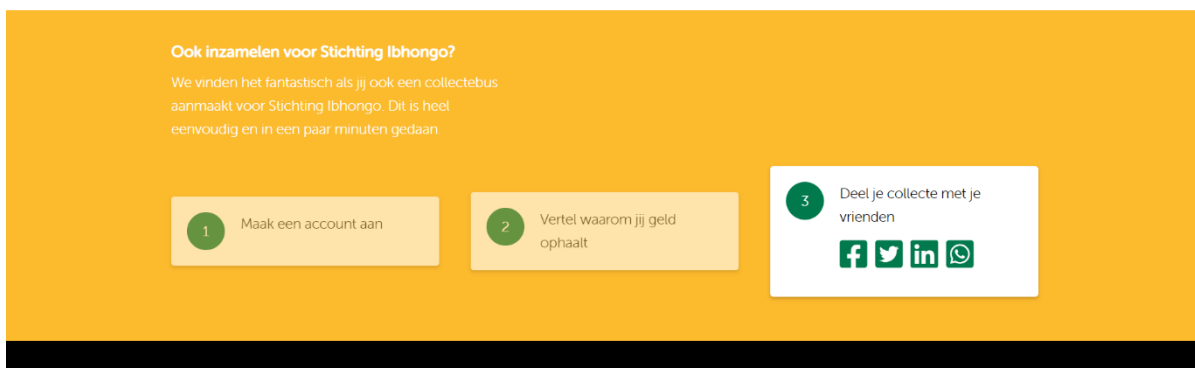 Ook inzamelen voor Stichting Ibhongo?
We vinden het fantastisch als jij ook een collectebus
aanmaakt voor Stichting Ibhongo. Dit is heel
eenvoudig en in een paar minuten gedaan.
1
Maak een account aan
2
Vertel waarom jij geld
ophaalt
3
Deel je collecte met je
vrienden